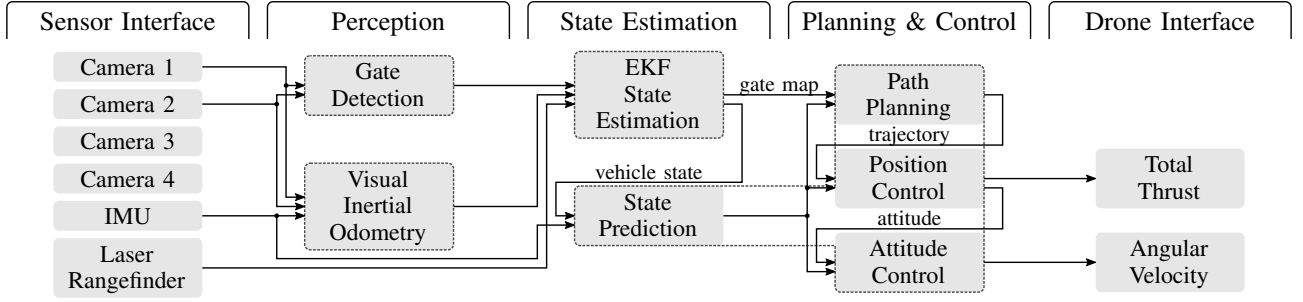 Sensor Interface
Perception
State Estimation
Planning & Control
Drone Interface
Camera 1
Camera 2
Camera 3
Camera 4
IMU
Laser
Rangefinder
Gate
Detection
Visual
Inertial
Odometry
EKF
State
Estimation
gate map
vehicle state
State
Prediction
Path
Planning
trajectory
Position
Control
attitude
Attitude
Control
Total
Thrust
Angular
Velocity